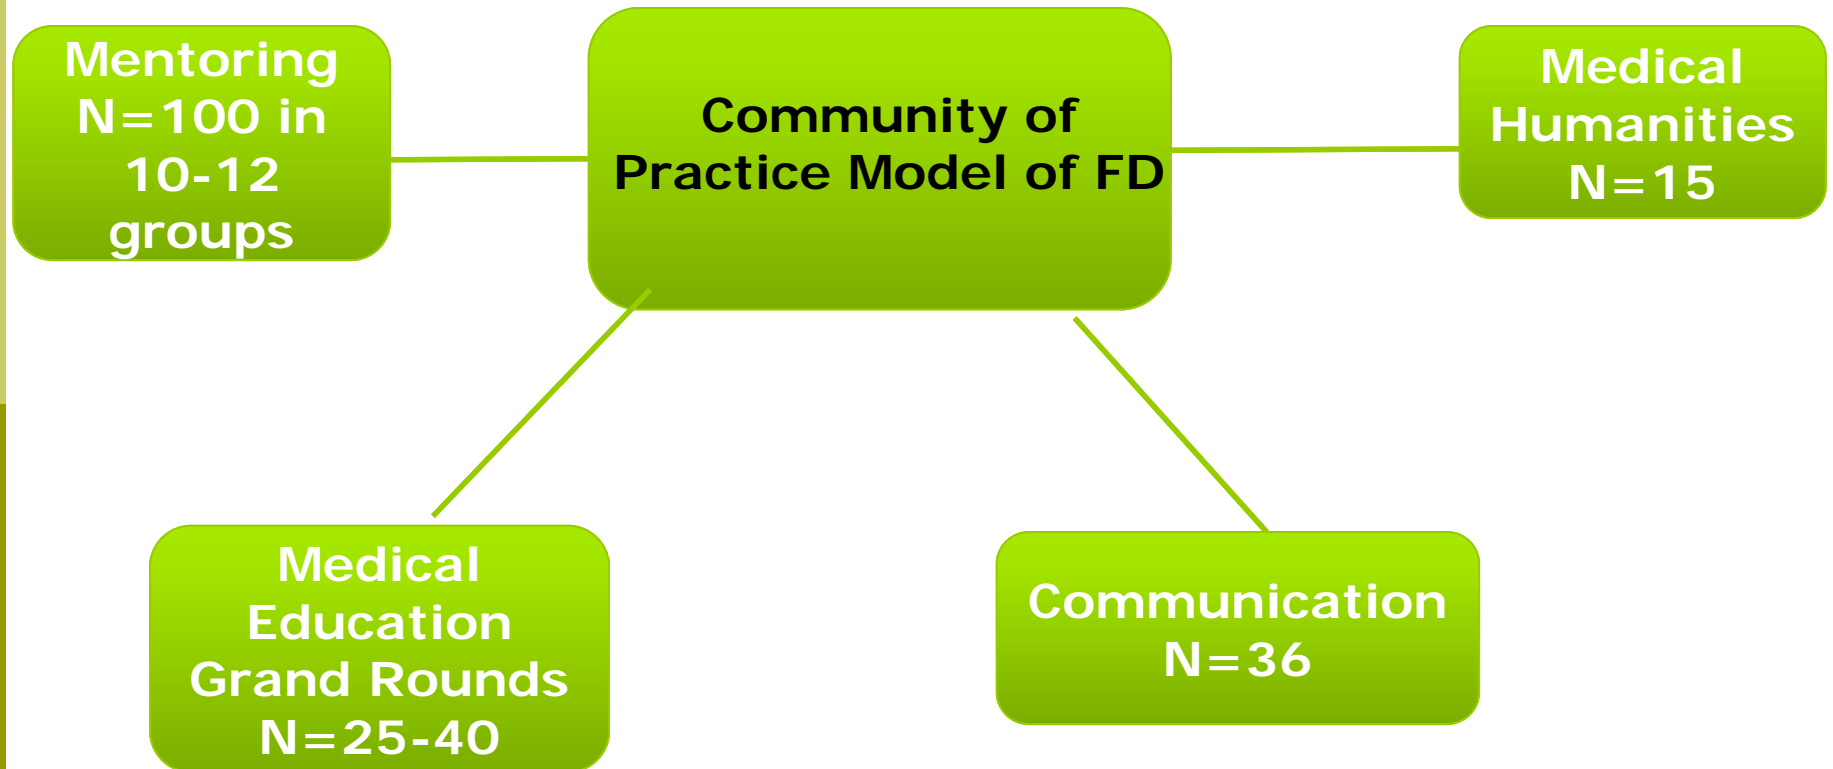 Mentoring
N=100 in
10-12
groups
Community of
Practice Model of FD
Medical
Humanities
N=15
Medical
Education
Grand Rounds
N=25-40
Communication
N=36